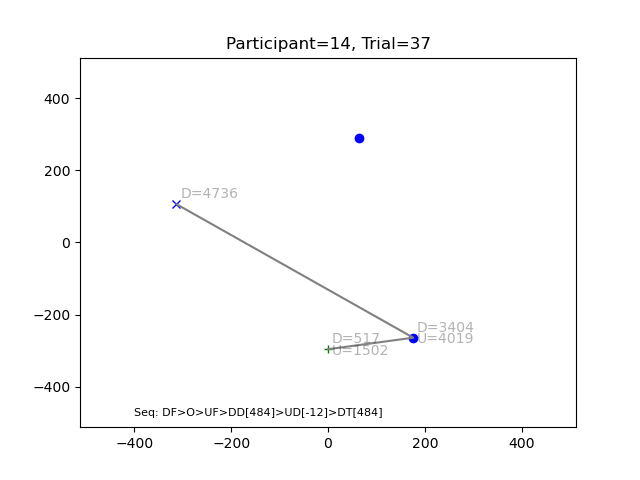 Participant=14, Trial=37
400
200
0
−200
−400
D=4736
D=3404
U=4019
D=517
U=1502
Seq: DF>O>UF>DD[484]>UD[-12]>DT[484]
−400 −200 0 200 400